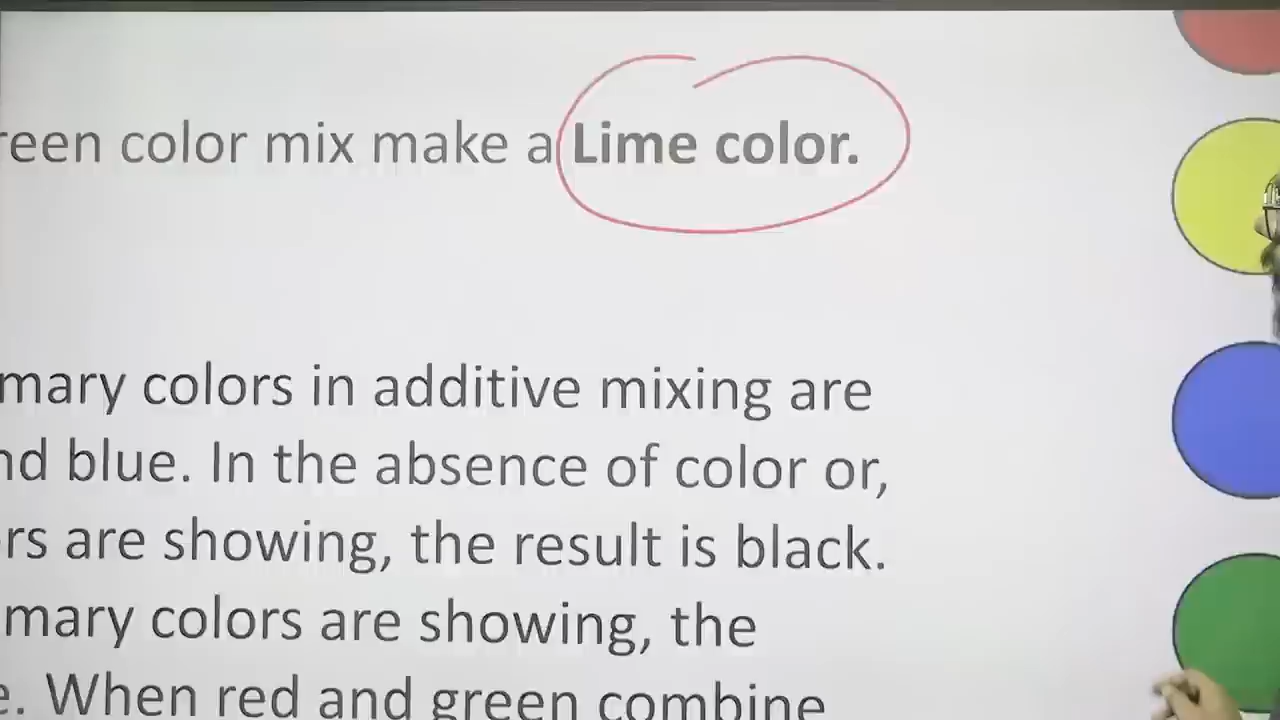 reen color mix make a Lime color.
mary colors in additive mixing are
nd blue. In the absence of color or,
rs are showing, the result is black.
mary colors are showing, the
e. When red and green combine